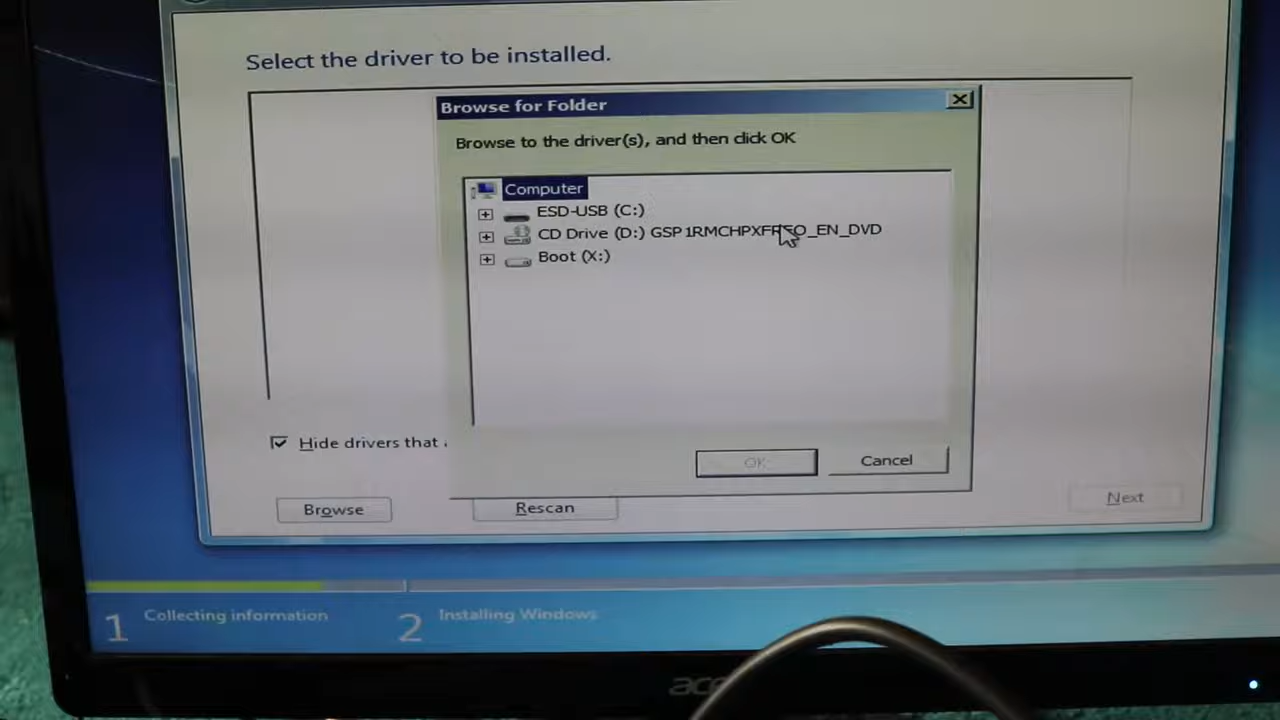 Select the driver to be installed.
Browse for Folder
Browse to the driver(s), and then click OK
Computer
ESD-USB (C:)
CD Drive (D:) GSP1RMCHPXFREO_EN_DVD
Boot (X:)
Hide drivers that
OK
Cancel
Browse
Rescan
Next
1 Collecting information
2 Installing Windows
acer